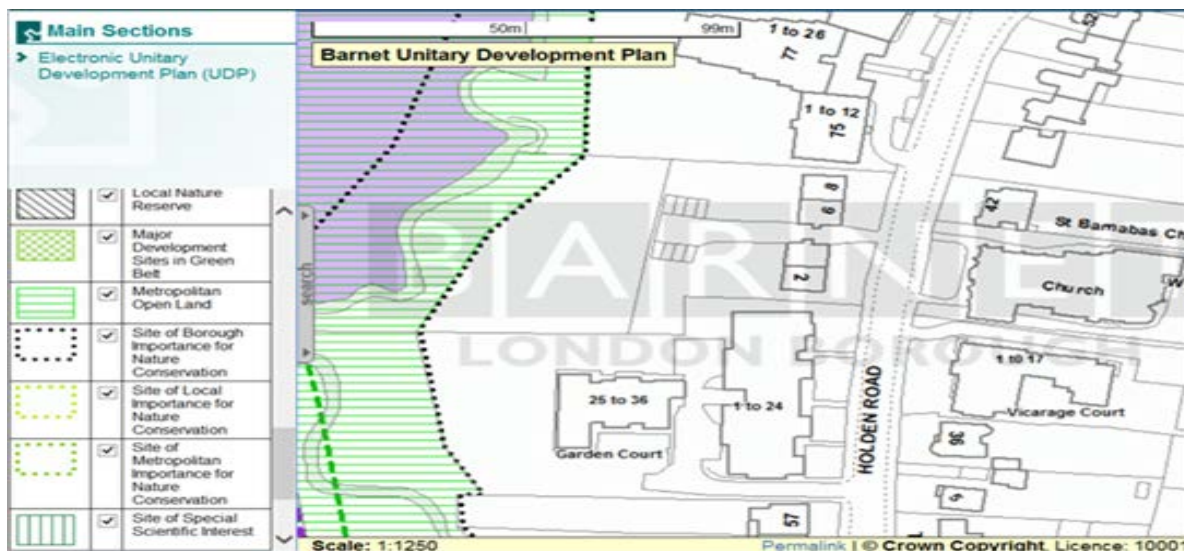 Main Sections
Electronic Unitary
Development Plan (UDP)
Local Nature
Reserve
Major
Development
Sites in Green
Belt
Metropolitan
Open Land
Site of Borough
Importance for
Nature
Conservation
Site of Local
Importance for
Nature
Conservation
Site of
Metropolitan
Importance for
Nature
Conservation
Site of Special
Scientific Interest
search
50m
99m
Barnet Unitary Development Plan
1 to 26
77
52
1 to 12
75
8
6
42
St Barnabas Ch
2
BARNE
LONDON BOROUGH
Church
W
1 to 17
25 to 36
1 to 24
Vicarage Court
HOLDEN ROAD
36
Garden Court
57
Scale: 1:1250
Permalink | © Crown Copyright. Licence: 10001